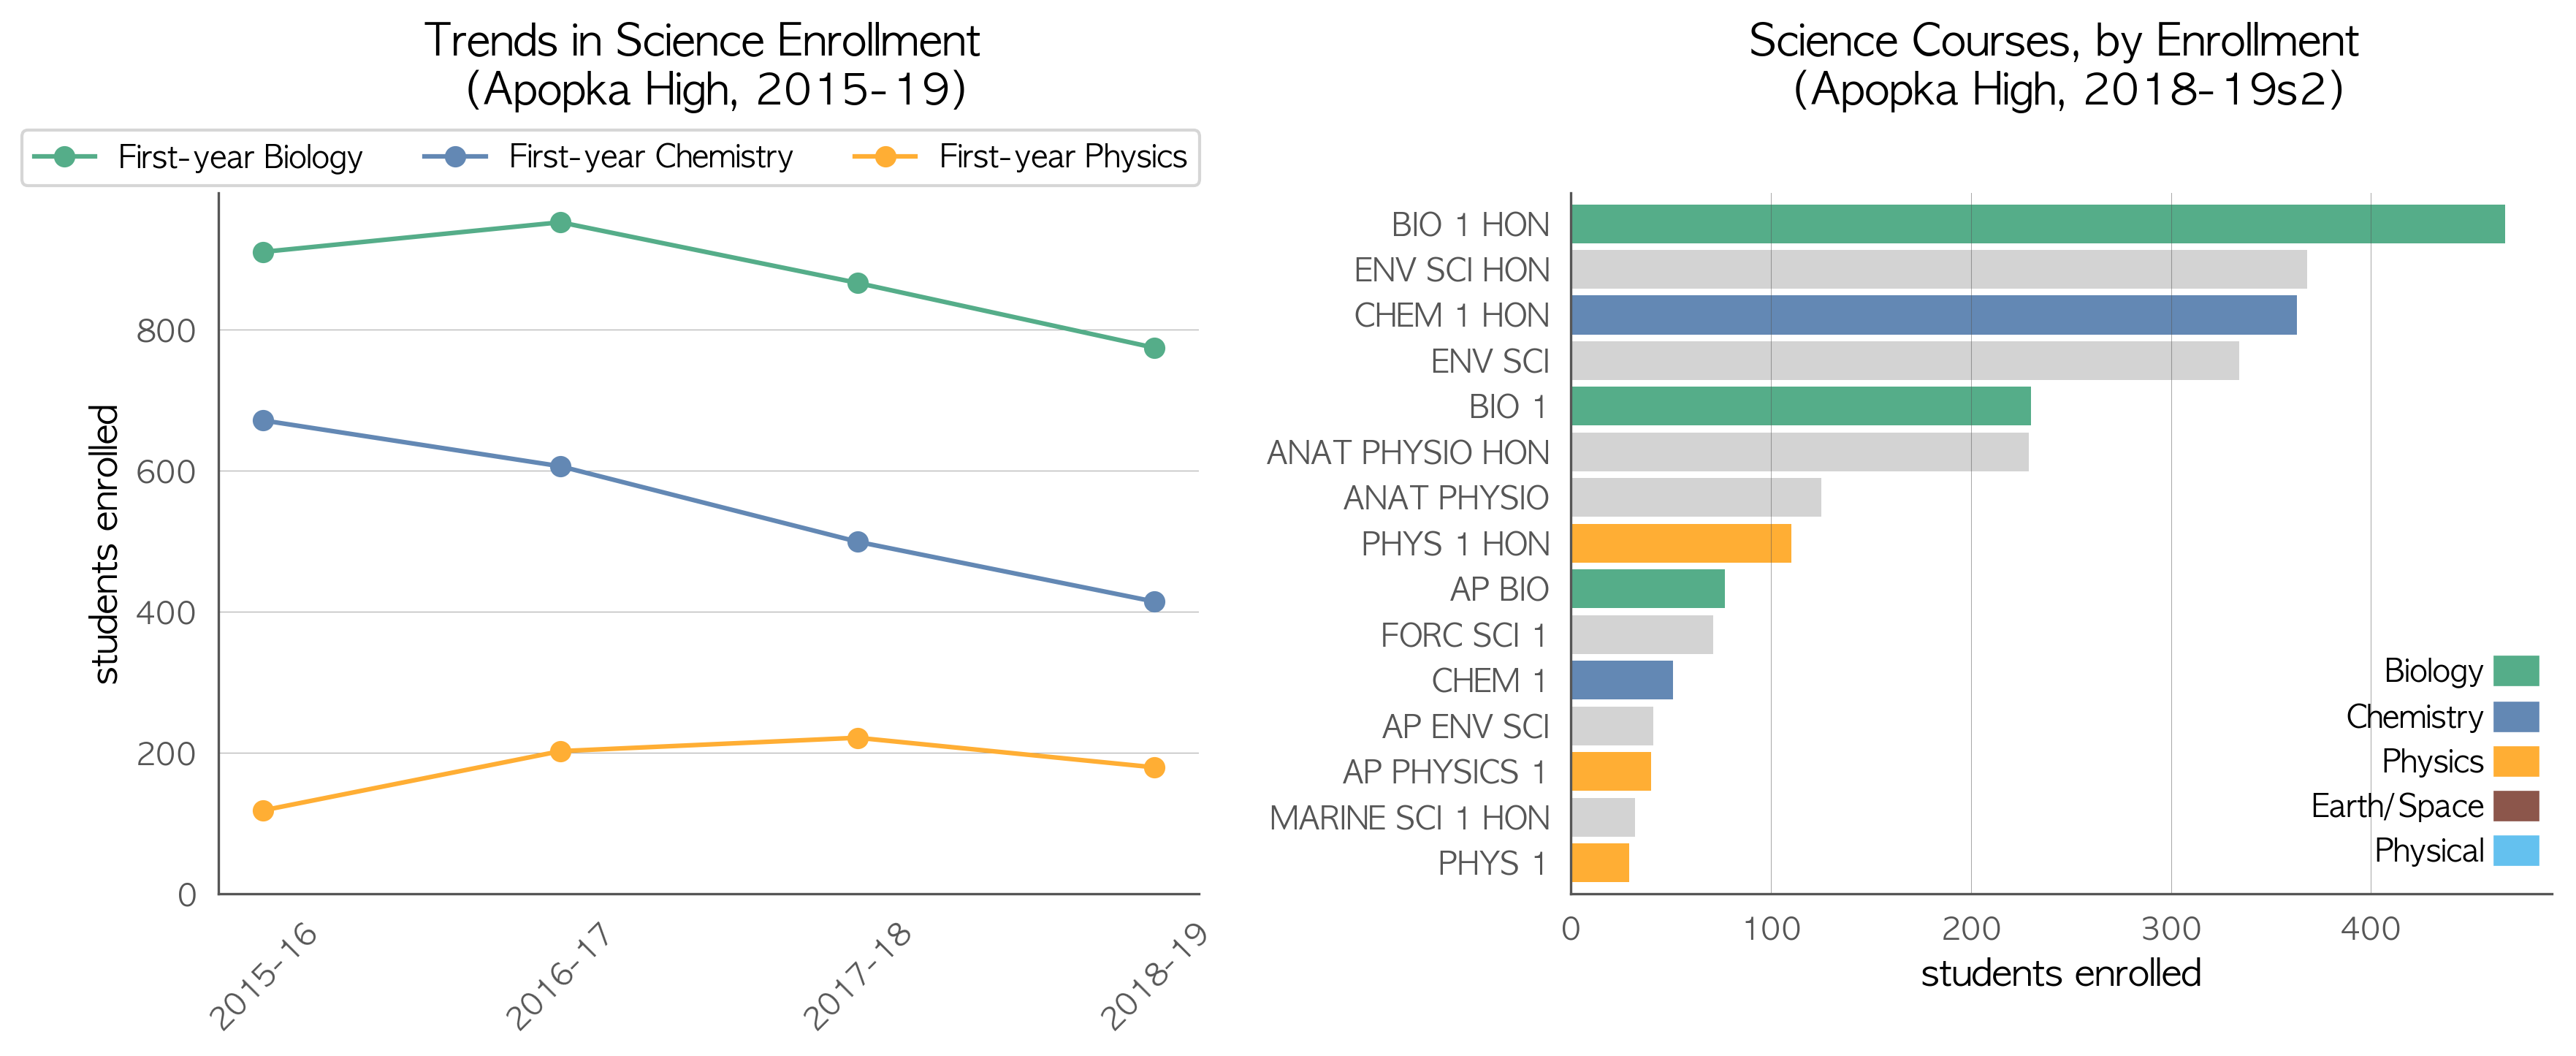 Trends in Science Enrollment
(Apopka High, 2015-19)
First-year Biology
First-year Chemistry
First-year Physics
students enrolled
800
600
400
200
0
2015-16
2016-17
2017-18
2018-19
Science Courses, by Enrollment
(Apopka High, 2018-19s2)
BIO 1 HON
ENV SCI HON
CHEM 1 HON
ENV SCI
BIO 1
ANAT PHYSIO HON
ANAT PHYSIO
PHYS 1 HON
AP BIO
FORC SCI 1
CHEM 1
AP ENV SCI
AP PHYSICS 1
MARINE SCI 1 HON
PHYS 1
Biology
Chemistry
Physics
Earth/Space
Physical
0
100
200
300
400
students enrolled